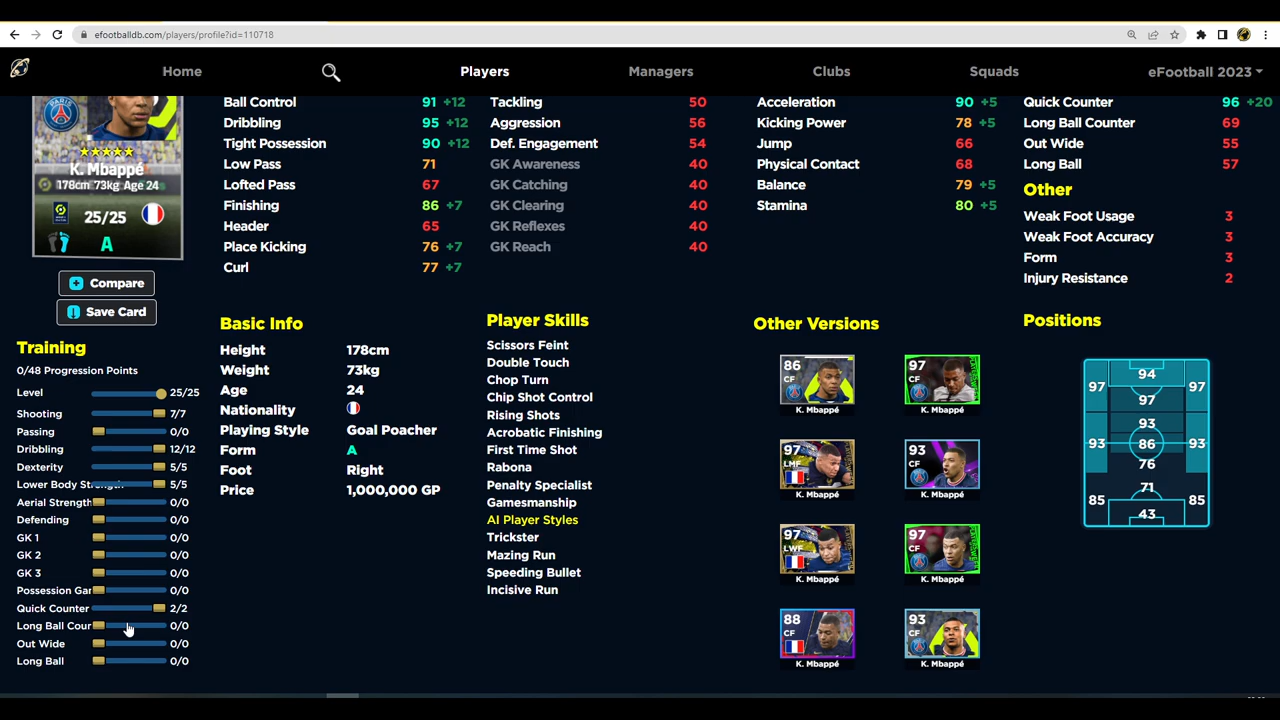 efootballdb.com/players/profile?id=110718
Home Players Managers Clubs Squads eFootball 2023
PARIS
K. Mbappé
178cm 73kg Age 24
25/25
A
Compare
Save Card
Ball Control 91 +12
Dribbling 95 +12
Tight Possession 90 +12
Low Pass 71
Lofted Pass 67
Finishing 86 +7
Header 65
Place Kicking 76 +7
Curl 77 +7
Tackling 50
Aggression 56
Def. Engagement 54
GK Awareness 40
GK Catching 40
GK Clearing 40
GK Reflexes 40
GK Reach 40
Acceleration 90 +5
Kicking Power 78 +5
Jump 66
Physical Contact 68
Balance 79 +5
Stamina 80 +5
Quick Counter 96 +20
Long Ball Counter 69
Out Wide 55
Long Ball 57
Other
Weak Foot Usage 3
Weak Foot Accuracy 3
Form 3
Injury Resistance 2
Training
0/48 Progression Points
Level 25/25
Shooting 7/7
Passing 0/0
Dribbling 12/12
Dexterity 5/5
Lower Body Strength 5/5
Aerial Strength 0/0
Defending 0/0
GK 1 0/0
GK 2 0/0
GK 3 0/0
Possession Gar 0/0
Quick Counter 2/2
Long Ball Cour 0/0
Out Wide 0/0
Long Ball 0/0
Basic Info
Height 178cm
Weight 73kg
Age 24
Nationality
Playing Style Goal Poacher
Form A
Foot Right
Price 1,000,000 GP
Player Skills
Scissors Feint
Double Touch
Chop Turn
Chip Shot Control
Rising Shots
Acrobatic Finishing
First Time Shot
Rabona
Penalty Specialist
Gamesmanship
AI Player Styles
Trickster
Mazing Run
Speeding Bullet
Incisive Run
Other Versions
86
CF
K. Mbappé
97
CF
K. Mbappé
97
LMF
K. Mbappé
93
CF
K. Mbappé
97
LWF
K. Mbappé
97
CF
K. Mbappé
88
CF
K. Mbappé
93
CF
K. Mbappé
Positions
94
97 97 97
93
93 86 93
76
71
85 85
43